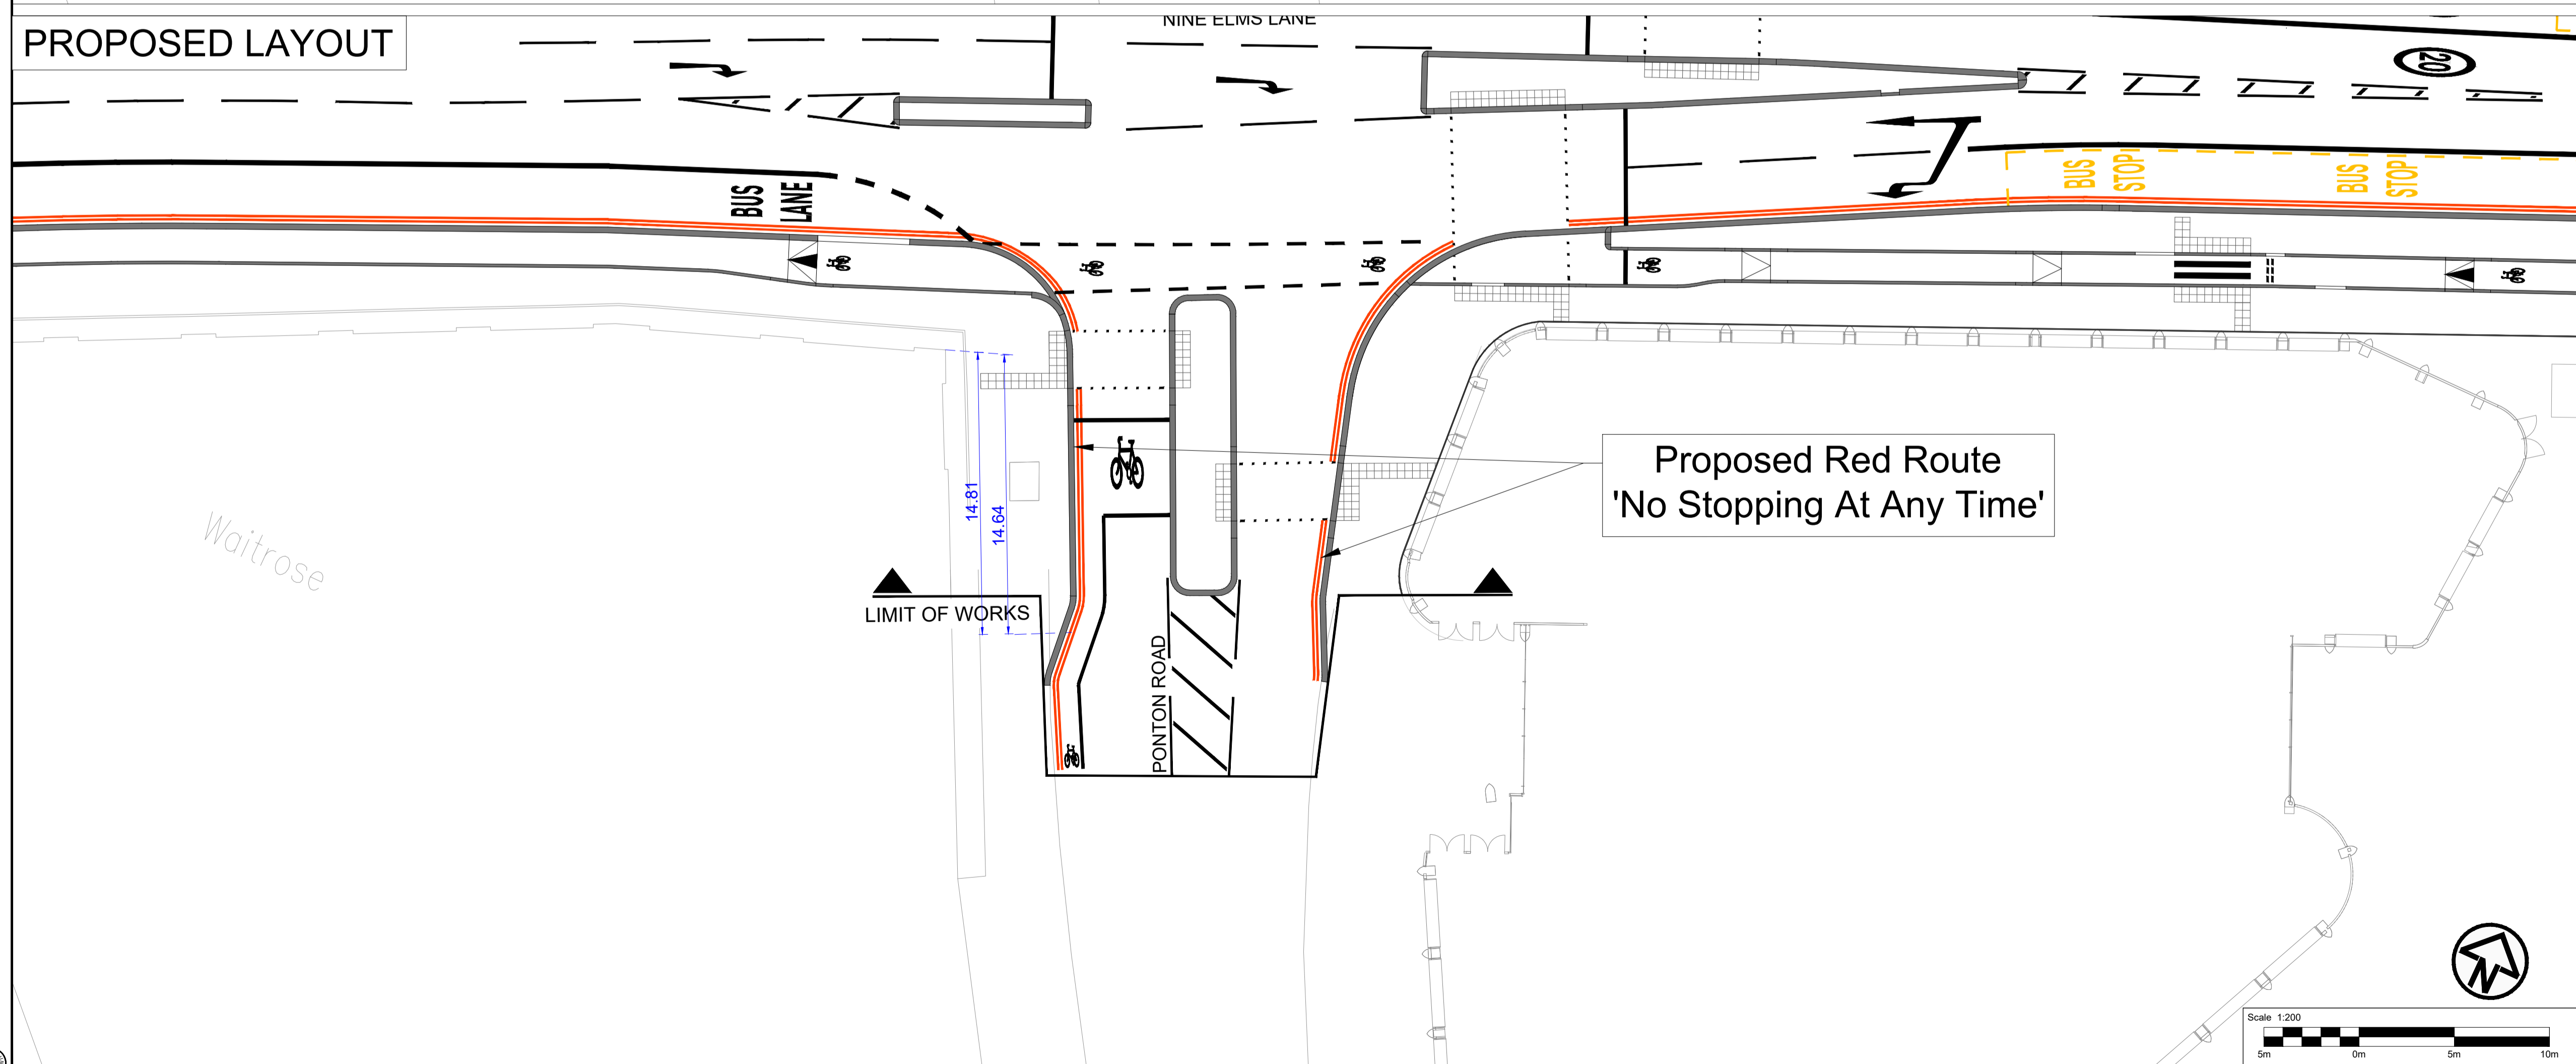 NINE ELMS LANE
PROPOSED LAYOUT
20
BUS
STOP
BUS
STOP
BUS
LANE
Proposed Red Route
'No Stopping At Any Time'
14.81
14.64
Waitrose
LIMIT OF WORKS
PONTON ROAD
N
Scale 1:200
5m 0m 5m 10m